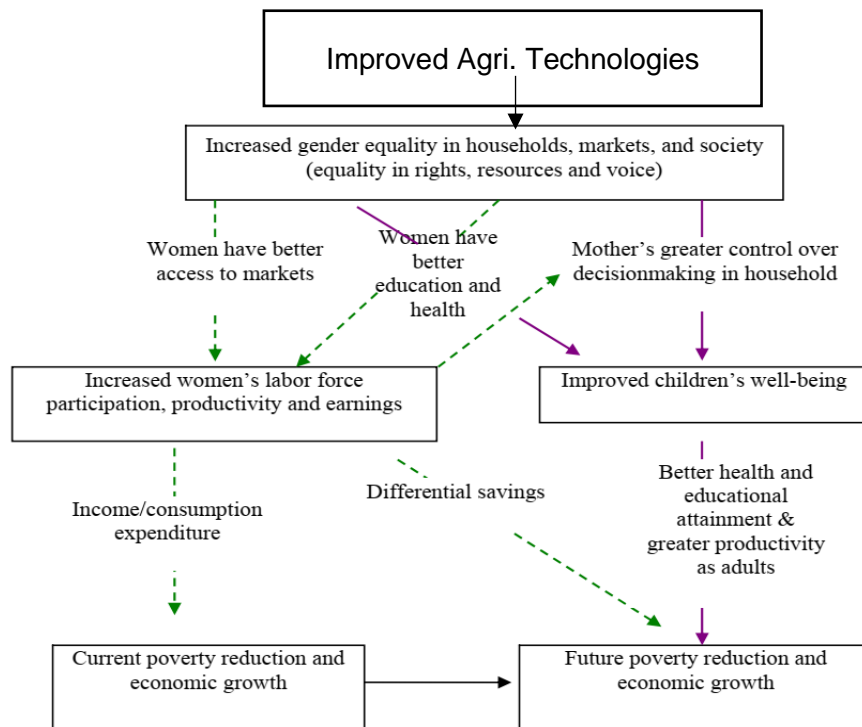 Improved Agri. Technologies
Increased gender equality in households, markets, and society
(equality in rights, resources and voice)
Women have better
access to markets
Women have
better
education and
health
Mother's greater control over
decisionmaking in household
Increased women's labor force
participation, productivity and earnings
Improved children's well-being
Income/consumption
expenditure
Differential savings
Better health and
educational
attainment &
greater productivity
as adults
Current poverty reduction and
economic growth
Future poverty reduction and
economic growth